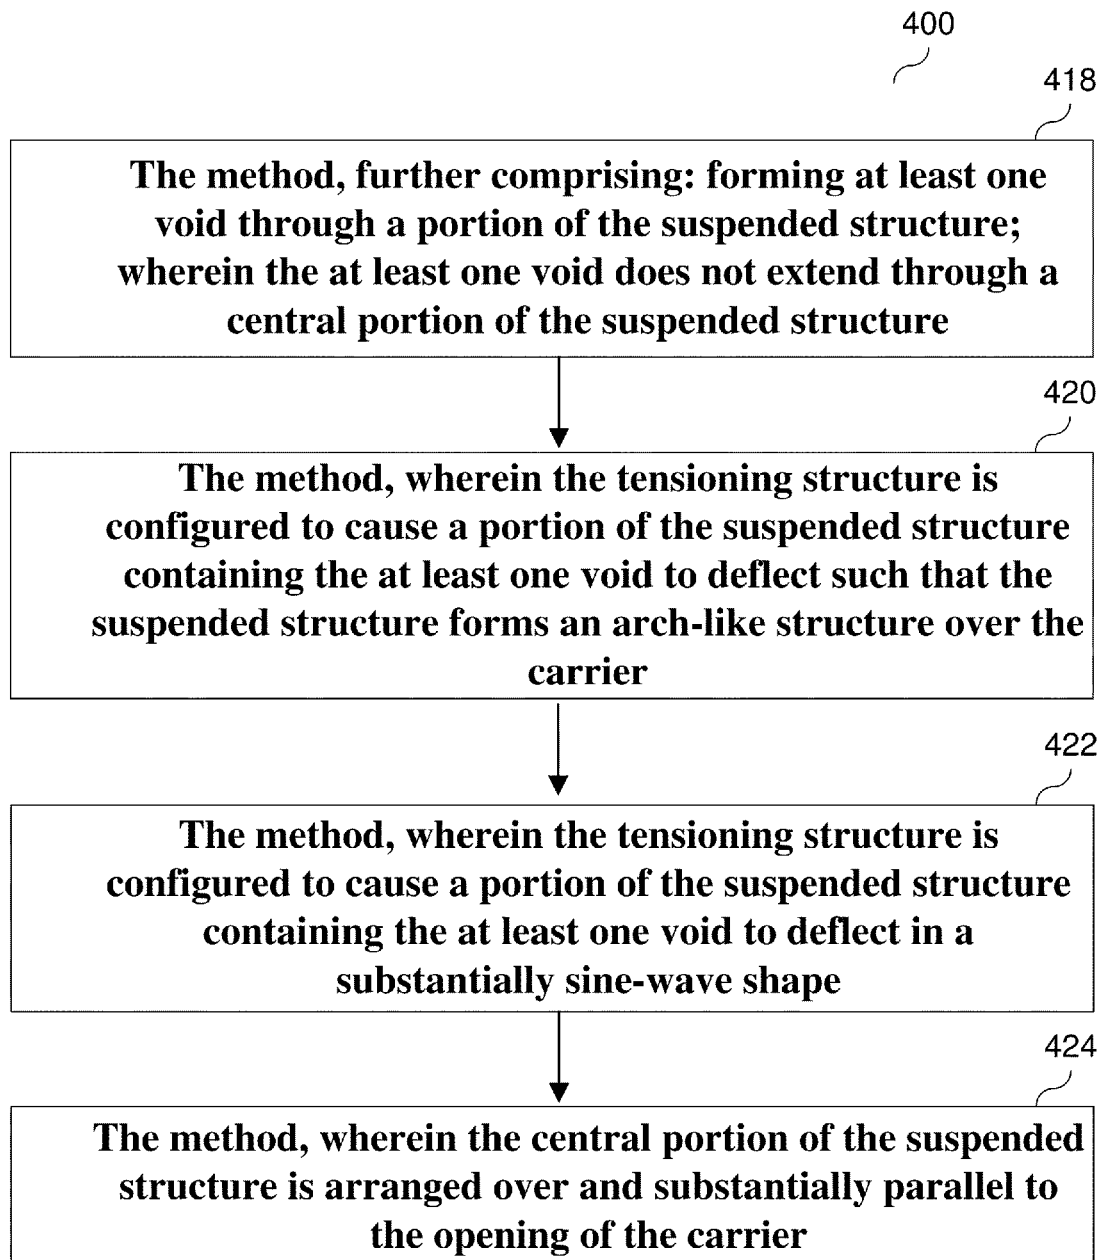 400
418
The method, further comprising: forming at least one
void through a portion of the suspended structure;
wherein the at least one void does not extend through a
central portion of the suspended structure
420
The method, wherein the tensioning structure is
configured to cause a portion of the suspended structure
containing the at least one void to deflect such that the
suspended structure forms an arch-like structure over the
carrier
422
The method, wherein the tensioning structure is
configured to cause a portion of the suspended structure
containing the at least one void to deflect in a
substantially sine-wave shape
424
The method, wherein the central portion of the suspended
structure is arranged over and substantially parallel to
the opening of the carrier